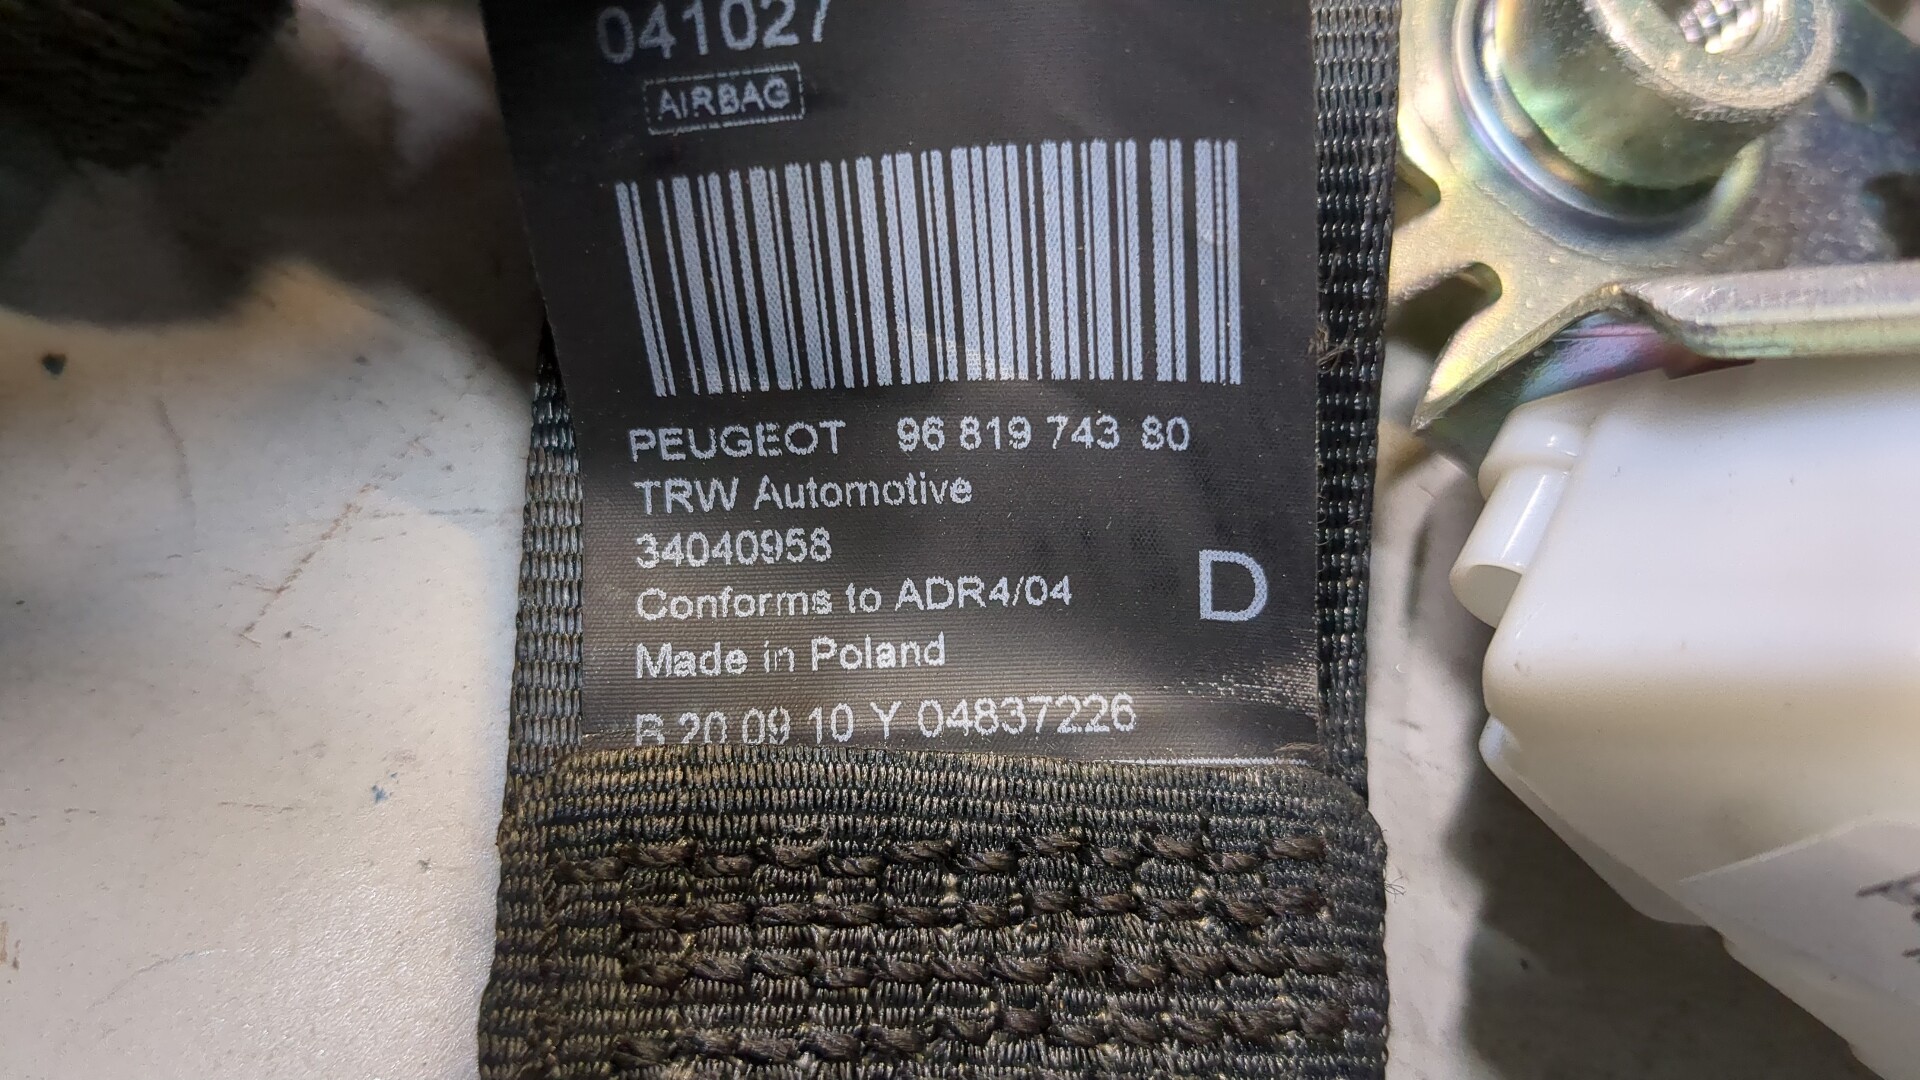 041027
AIRBAG
PEUGEOT 96 819 743 80
TRW Automotive
34040958
Conforms to ADR4/04
D
Made in Poland
B 20 09 10 Y 04837226